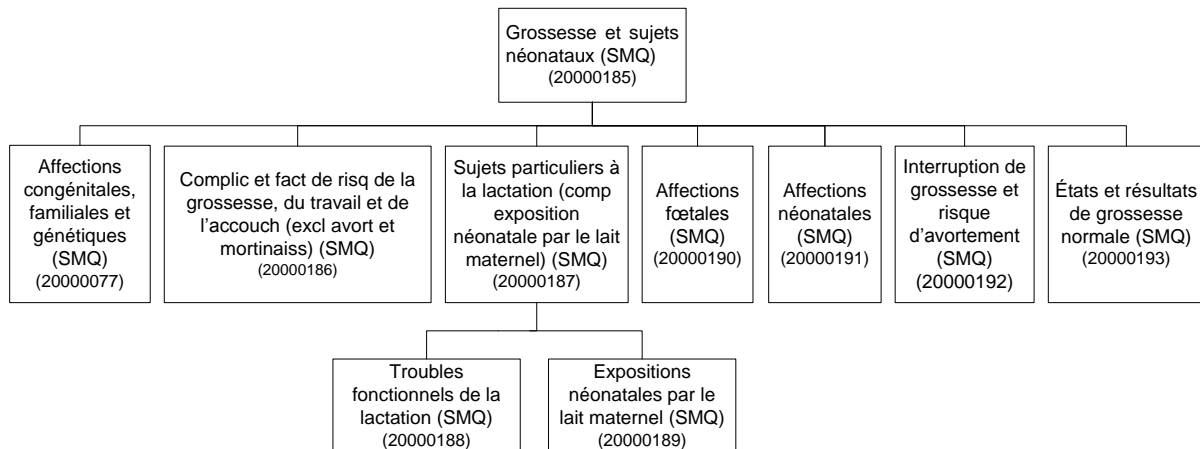 Grossesse et sujets
néonataux (SMQ)
(20000185)
Affections
congénitales,
familiales et
génétiques
(SMQ)
(20000077)
Complic et fact de risq de la
grossesse, du travail et de
l’accouch (excl avort et
mortinaiss) (SMQ)
(20000186)
Sujets particuliers à
la lactation (comp
exposition
néonatale par le lait
maternel) (SMQ)
(20000187)
Affections
fœtales
(SMQ)
(20000190)
Affections
néonatales
(SMQ)
(20000191)
Interruption de
grossesse et
risque
d’avortement
(SMQ)
(20000192)
États et résultats
de grossesse
normale (SMQ)
(20000193)
Troubles
fonctionnels de la
lactation (SMQ)
(20000188)
Expositions
néonatales par le
lait maternel (SMQ)
(20000189)